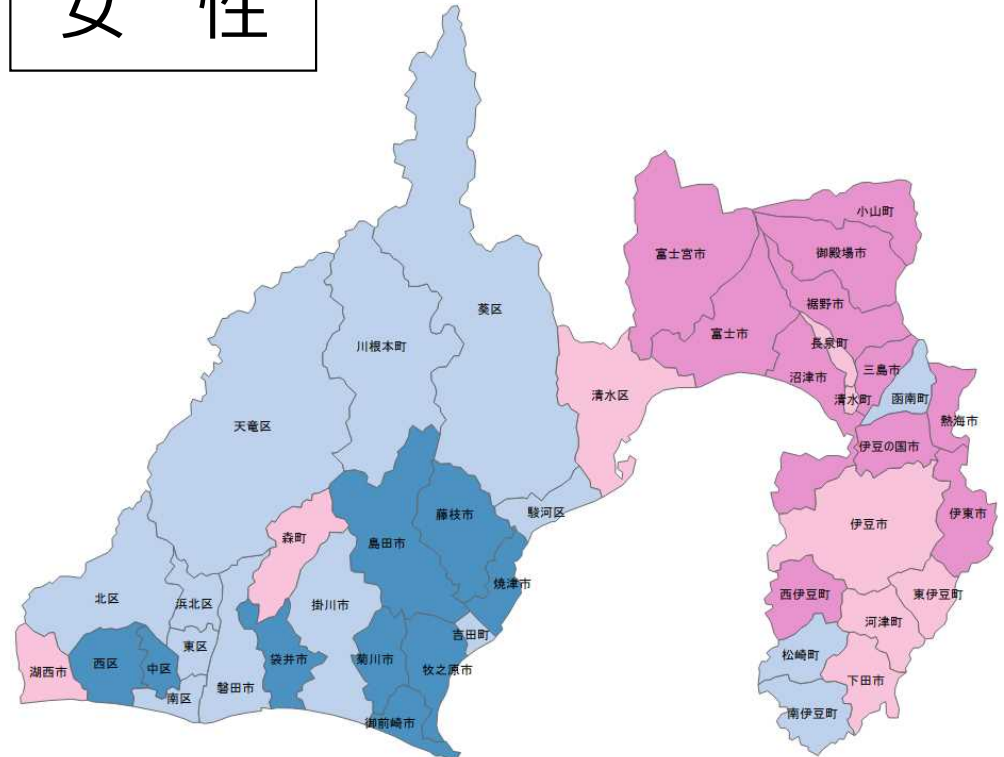 女 性
小山町
富士宮市
御殿場市
裾野市
葵区
富士市
長泉町
川根本町
三島市
沼津市
清水区
清水町
函南町
熱海市
天竜区
伊豆の国市
藤枝市
駿河区
伊東市
伊豆市
森町
島田市
焼津市
西伊豆町
東伊豆町
北区
浜北区
掛川市
河津町
吉田町
東区
松崎町
西区
中区
袋井市
菊川市
牧之原市
湖西市
下田市
磐田市
南区
南伊豆町
御前崎市